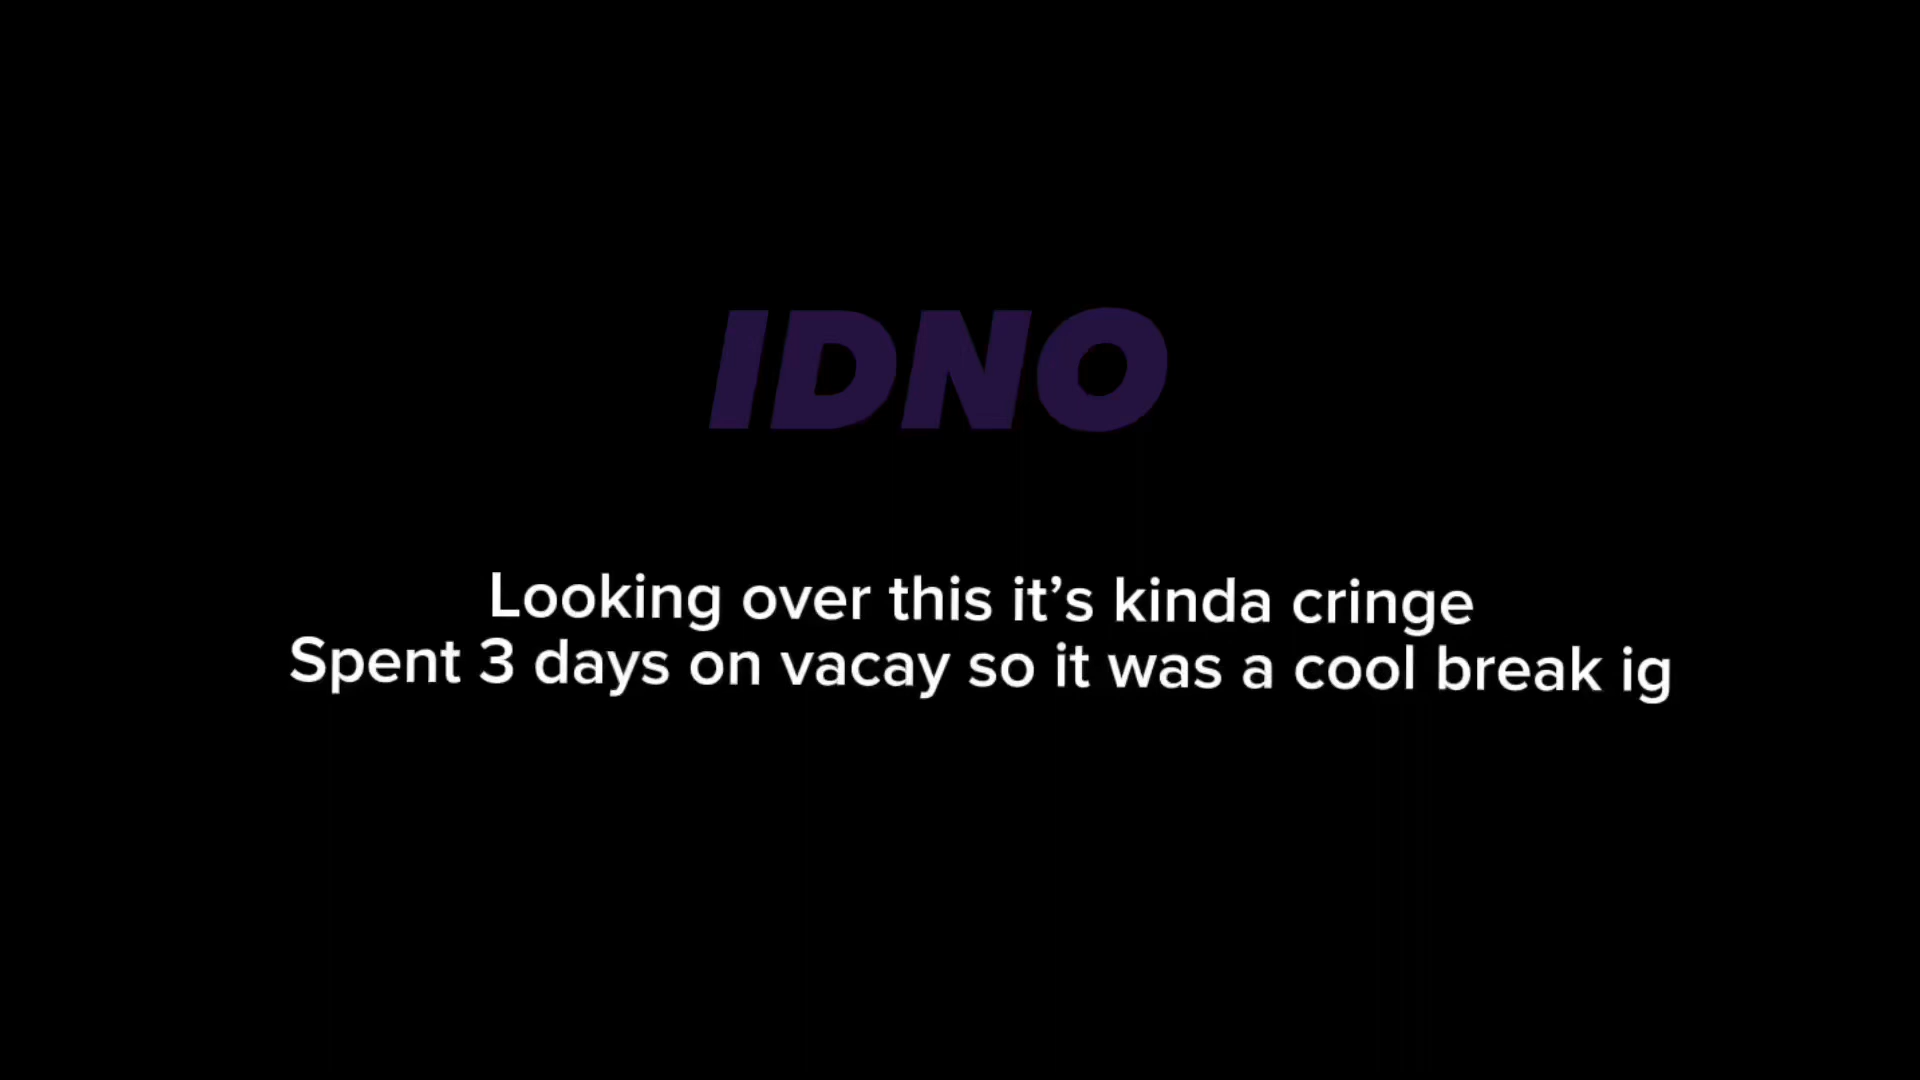 IDNO
Looking over this it’s kinda cringe
Spent 3 days on vacay so it was a cool break ig